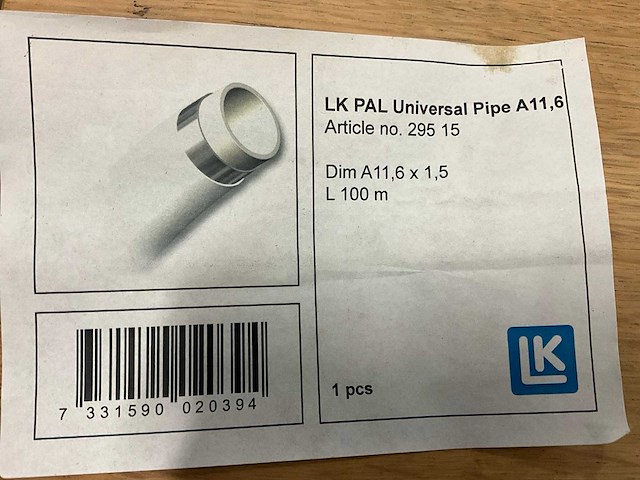 LK PAL Universal Pipe A11,6
Article no. 295 15
Dim A11,6 x 1,5
L 100 m
1 pcs
LK
7 331590 020394